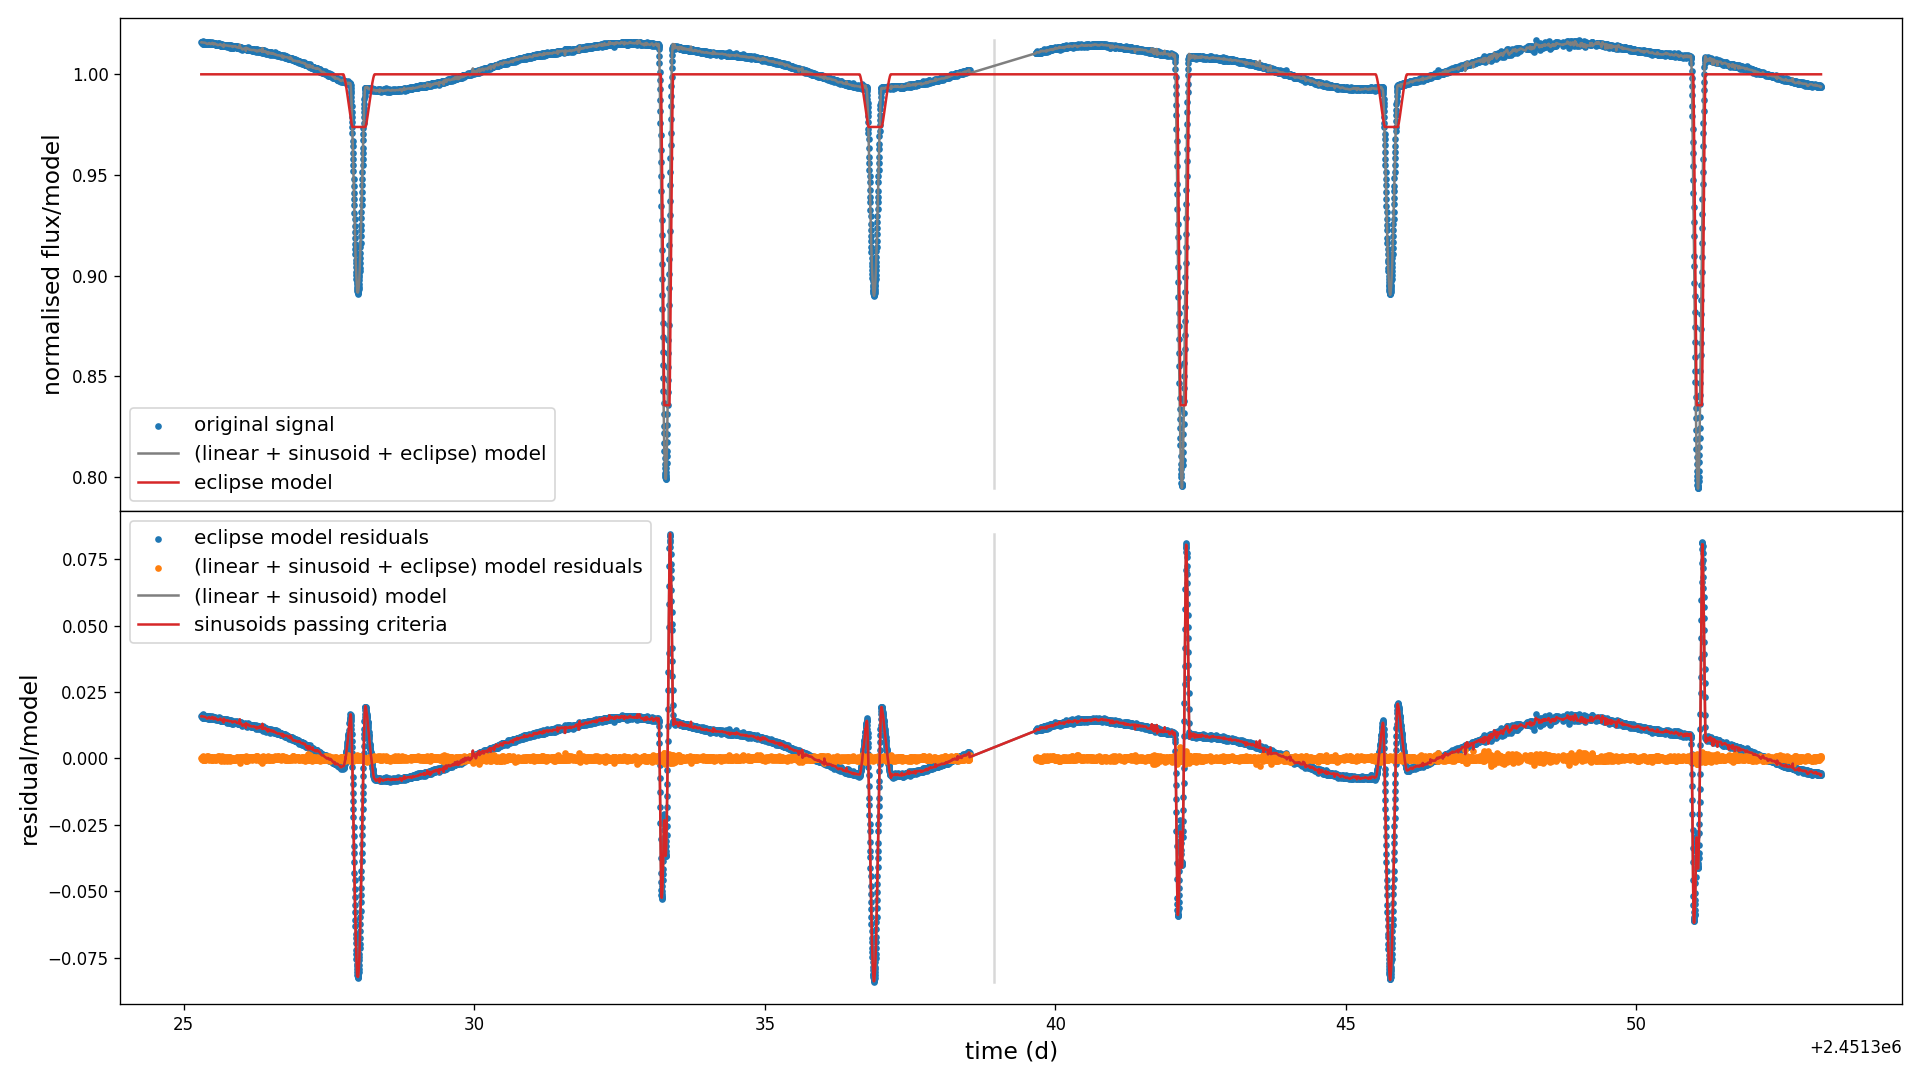 normalised flux/model
1.00
0.95
0.90
0.85
0.80
original signal
(linear + sinusoid + eclipse) model
eclipse model
residual/model
0.075
0.050
0.025
0.000
−0.025
−0.050
−0.075
eclipse model residuals
(linear + sinusoid + eclipse) model residuals
(linear + sinusoid) model
sinusoids passing criteria
25 30 35 40 45 50
time (d)
+2.4513e6